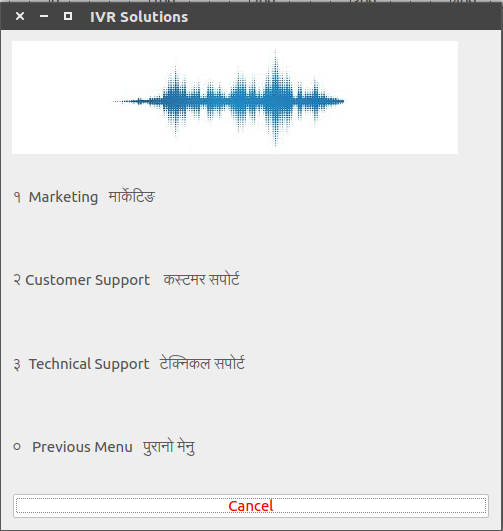 IVR Solutions
१ Marketing मार्केटिङ
२ Customer Support कस्टमर सपोर्ट
३ Technical Support टेक्निकल सपोर्ट
० Previous Menu पुरानो मेनु
Cancel